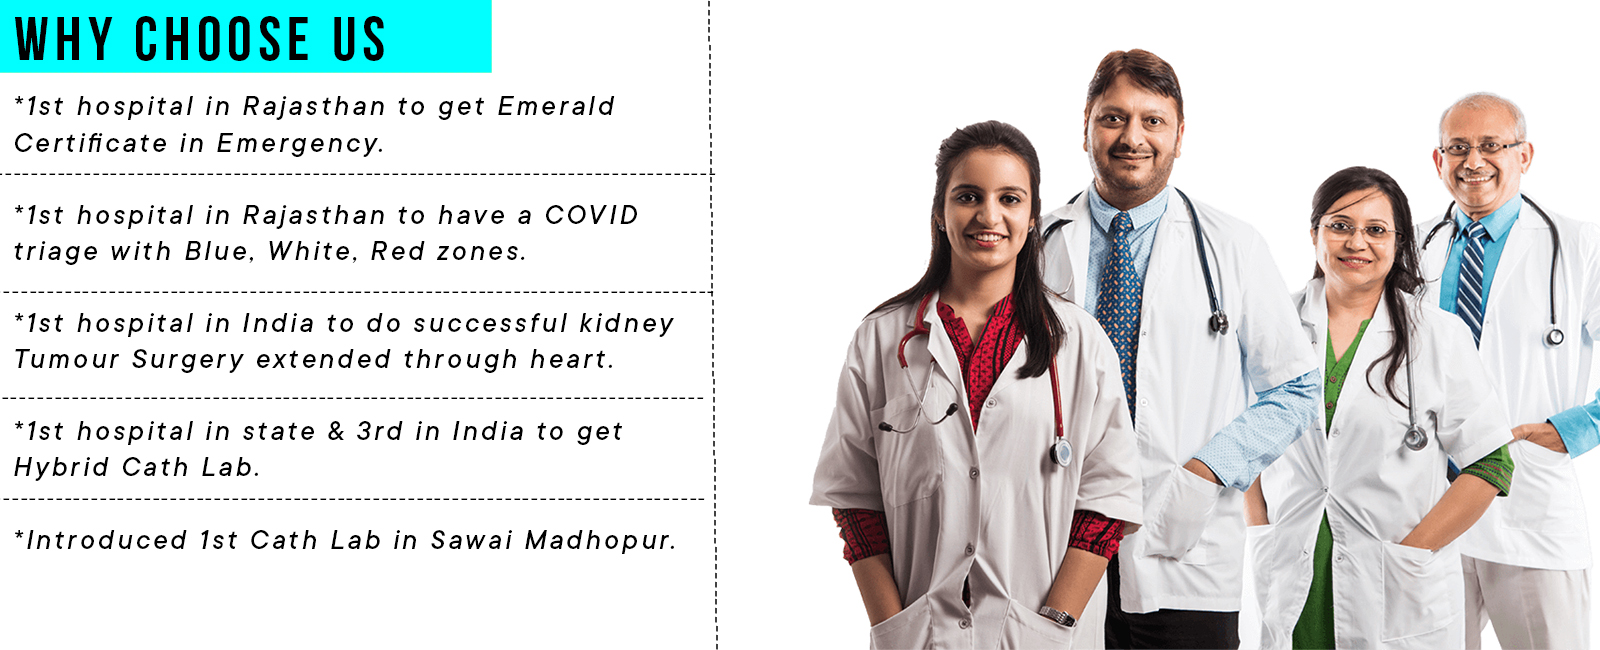 WHY CHOOSE US
*1st hospital in Rajasthan to get Emerald
Certificate in Emergency.
*1st hospital in Rajasthan to have a COVID
triage with Blue, White, Red zones.
*1st hospital in India to do successful kidney
Tumour Surgery extended through heart.
*1st hospital in state & 3rd in India to get
Hybrid Cath Lab.
*Introduced 1st Cath Lab in Sawai Madhopur.